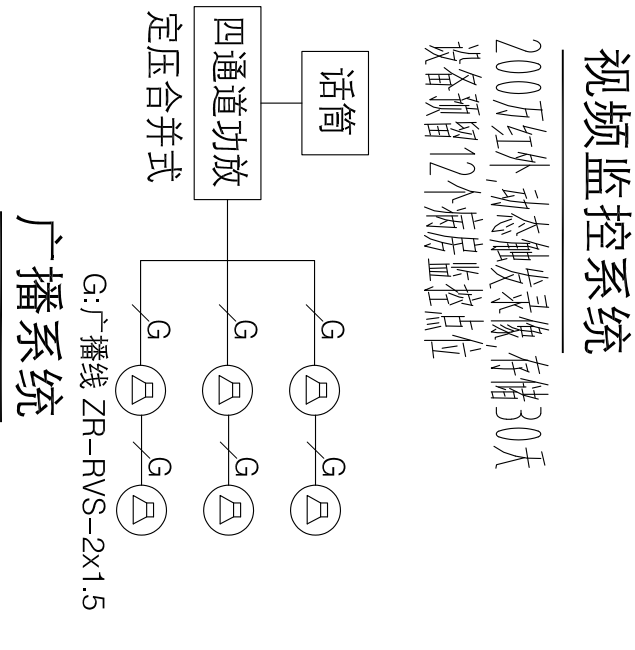 视频监控系统
200万红外,动态触发录像,存储30天
设备预留12个病房监控点位
话筒
四通道功放
定压合并式
G
G
G
G
G
G
G:广播线 ZR-RVS-2x1.5
广播系统